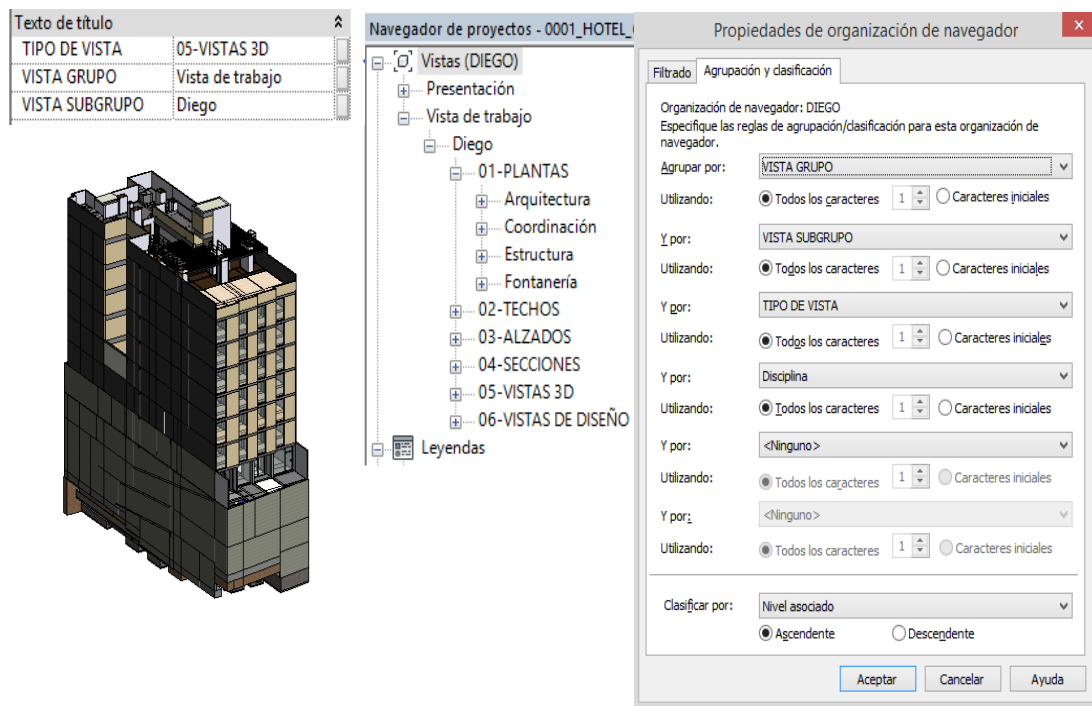 Texto de título
TIPO DE VISTA 05-VISTAS 3D
VISTA GRUPO Vista de trabajo
VISTA SUBGRUPO Diego
Navegador de proyectos - 0001_HOTEL_
Vistas (DIEGO)
Presentación
Vista de trabajo
Diego
01-PLANTAS
Arquitectura
Coordinación
Estructura
Fontanería
02-TECHOS
03-ALZADOS
04-SECCIONES
05-VISTAS 3D
06-VISTAS DE DISEÑO
Leyendas
Propiedades de organización de navegador
x
Filtrado Agrupación y clasificación
Organización de navegador: DIEGO
Especifique las reglas de agrupación/clasificación para esta organización de
navegador.
Agrupar por: VISTA GRUPO
Utilizando: Todos los caracteres 1 Caracteres iniciales
Y por: VISTA SUBGRUPO
Utilizando: Todos los caracteres 1 Caracteres iniciales
Y por: TIPO DE VISTA
Utilizando: Todos los caracteres 1 Caracteres iniciales
Y por: Disciplina
Utilizando: Todos los caracteres 1 Caracteres iniciales
Y por: <Ninguno>
Utilizando: Todos los caracteres 1 Caracteres iniciales
Y por: <Ninguno>
Utilizando: Todos los caracteres 1 Caracteres iniciales
Clasificar por: Nivel asociado
Ascendente Descendente
Aceptar Cancelar Ayuda